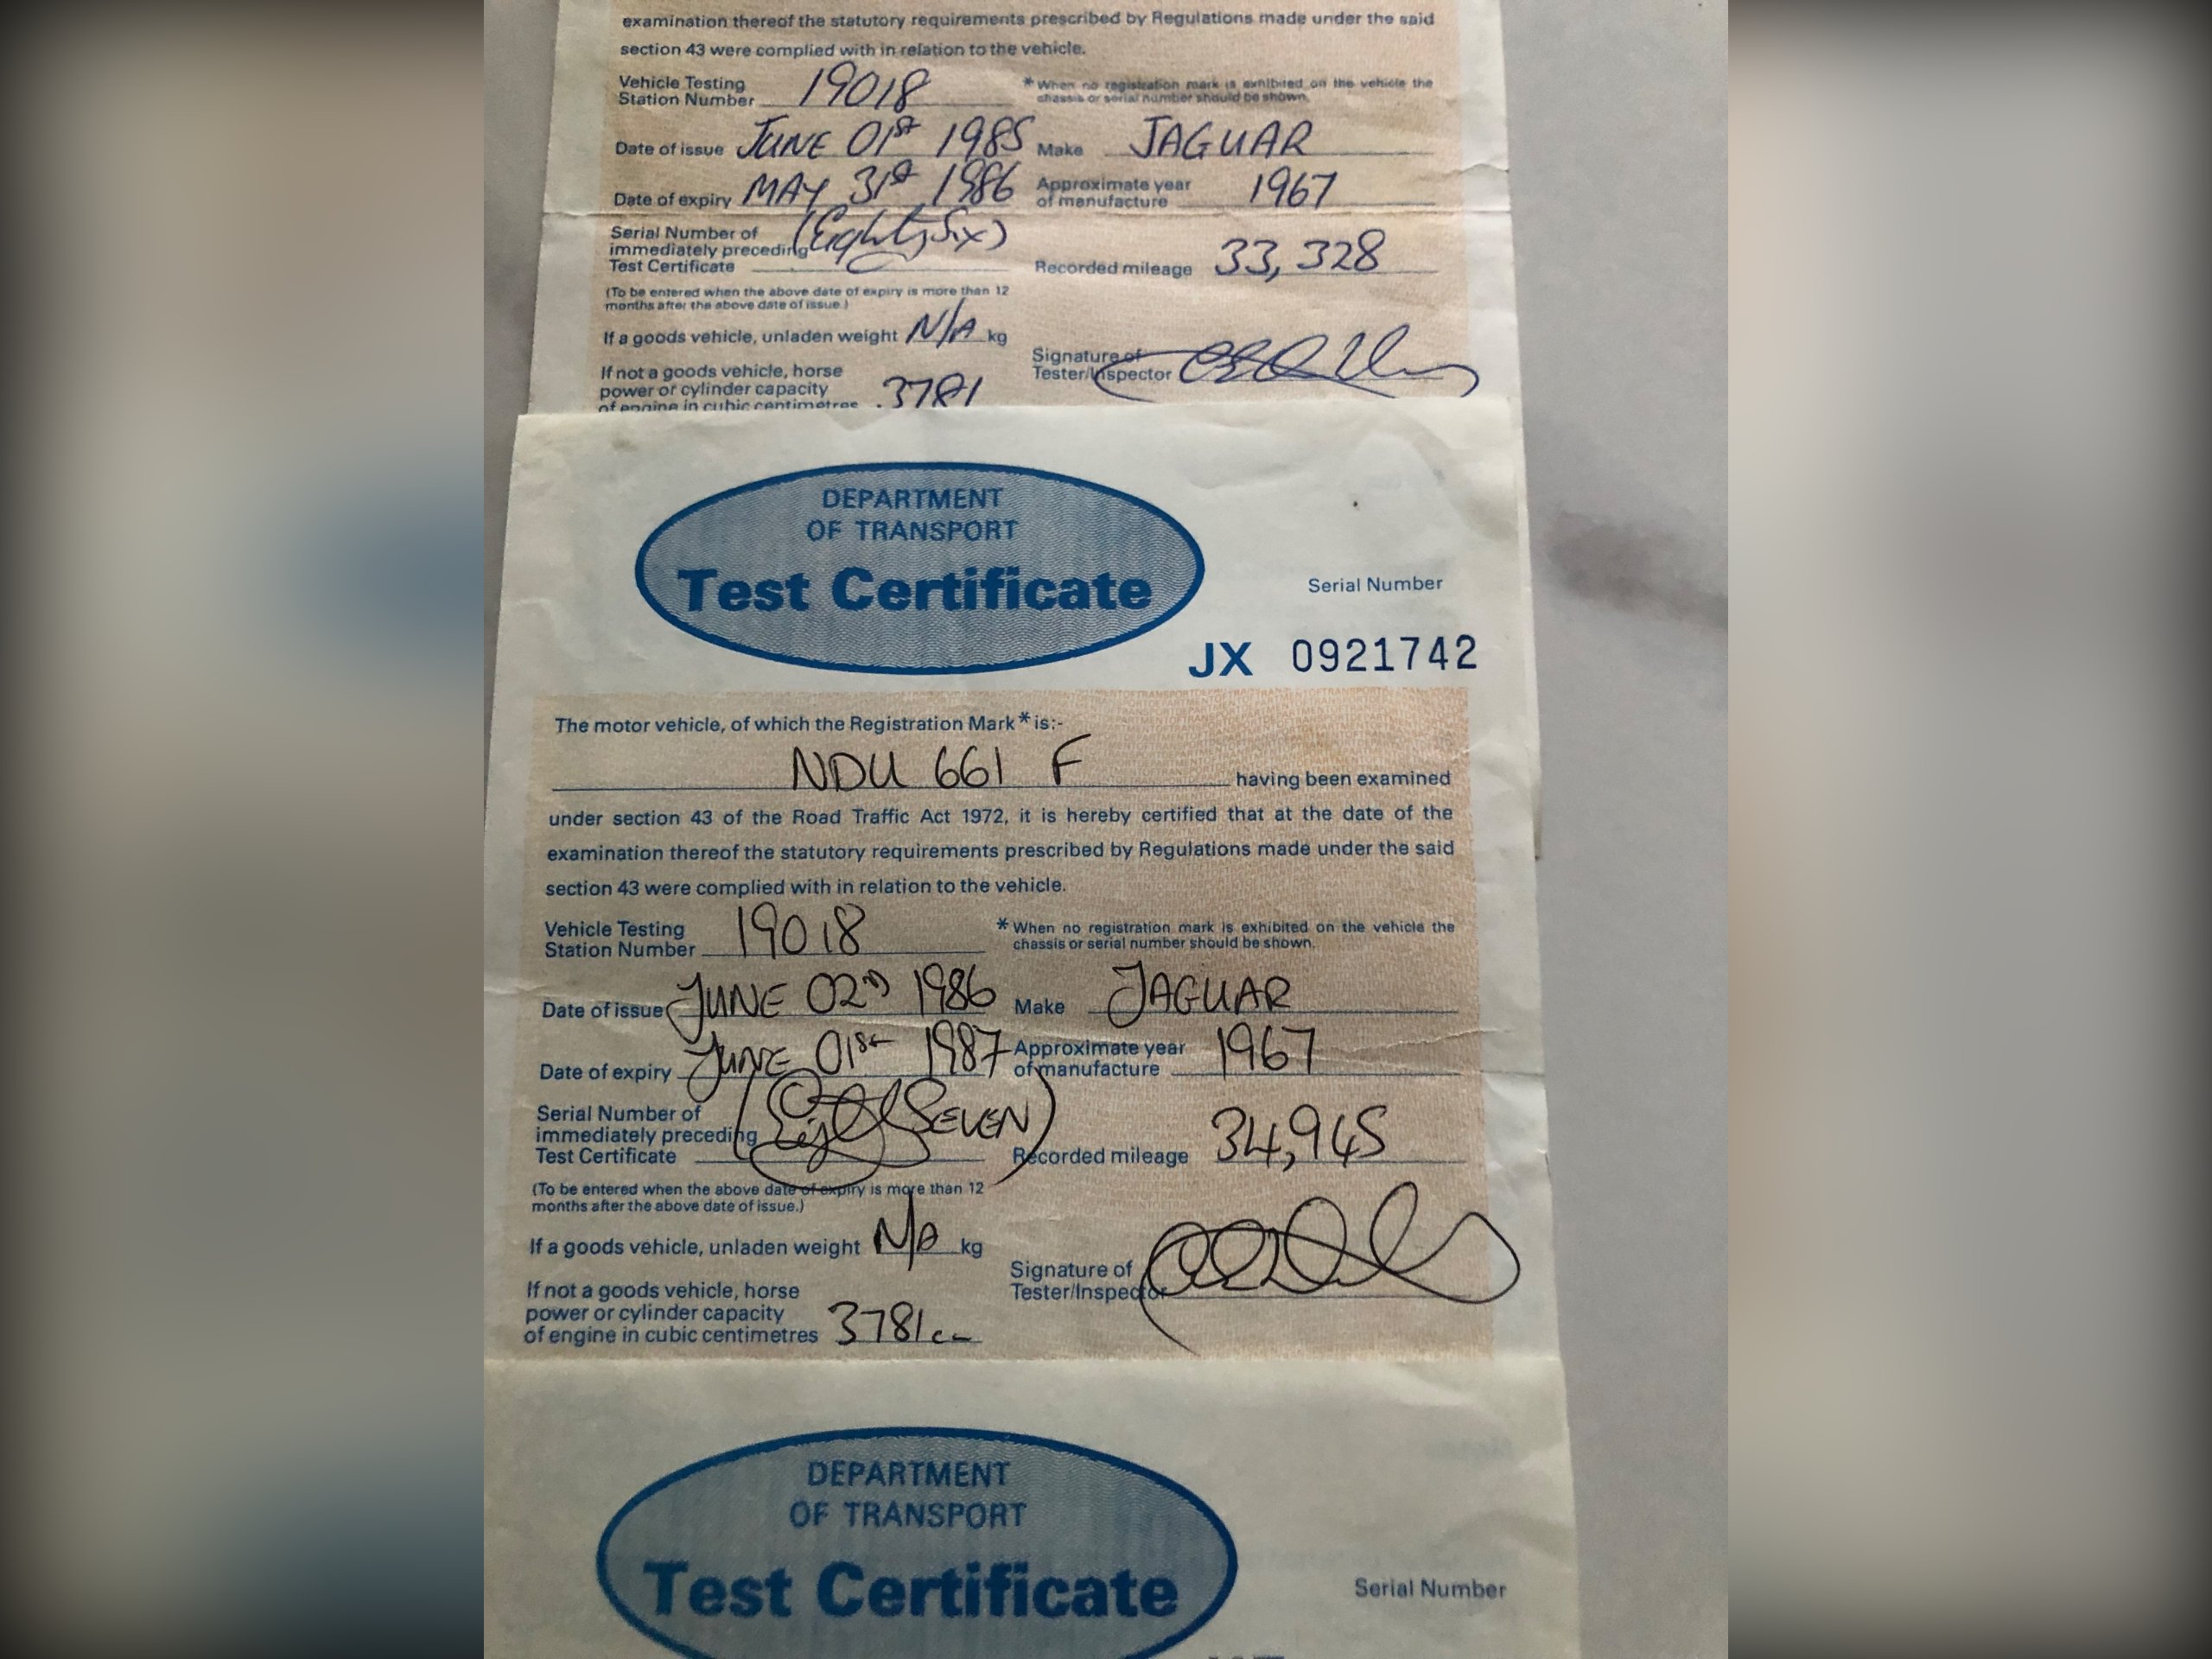 examination thereof the statutory requirements prescribed by Regulations made under the said
section 43 were complied with in relation to the vehicle.
Vehicle Testing
Station Number 19018
* When no registration mark is exhibited on the vehicle the
chassis or serial number should be shown.
Date of issue JUNE 01st 1985 Make JAGUAR
Date of expiry MAY 31st 1986 Approximate year
of manufacture 1967
(Eighty Six)
Serial Number of
immediately preceding
Test Certificate
Recorded mileage 33,328
(To be entered when the above date of expiry is more than 12
months after the above date of issue.)
If a goods vehicle, unladen weight N/A kg
Signature of
Tester/Inspector
If not a goods vehicle, horse
power or cylinder capacity
of engine in cubic centimetres 3781
DEPARTMENT
OF TRANSPORT
Test Certificate
Serial Number
JX 0921742
The motor vehicle, of which the Registration Mark * is:-
NDU 661 F having been examined
under section 43 of the Road Traffic Act 1972, it is hereby certified that at the date of the
examination thereof the statutory requirements prescribed by Regulations made under the said
section 43 were complied with in relation to the vehicle.
Vehicle Testing
Station Number 19018
* When no registration mark is exhibited on the vehicle the
chassis or serial number should be shown.
Date of issue JUNE 02nd 1986 Make JAGUAR
Date of expiry JUNE 01st 1987 Approximate year
of manufacture 1967
(Eighty SEVEN)
Serial Number of
immediately preceding
Test Certificate
Recorded mileage 34,945
(To be entered when the above date of expiry is more than 12
months after the above date of issue.)
If a goods vehicle, unladen weight N/A kg
Signature of
Tester/Inspector
If not a goods vehicle, horse
power or cylinder capacity
of engine in cubic centimetres 3781cc
DEPARTMENT
OF TRANSPORT
Test Certificate
Serial Number